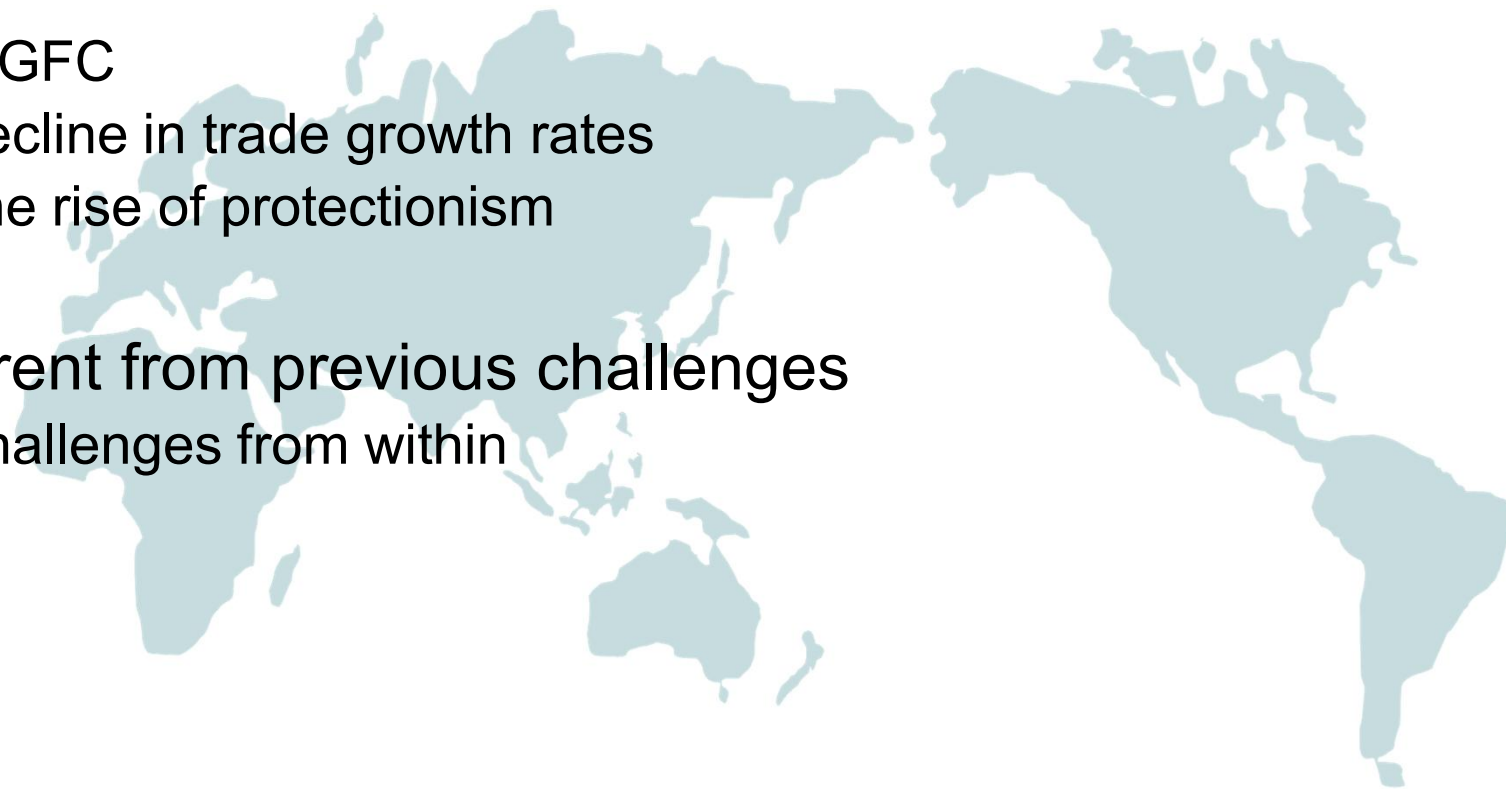 GFC
ecline in trade growth rates
e rise of protectionism
rent from previous challenges
allenges from within